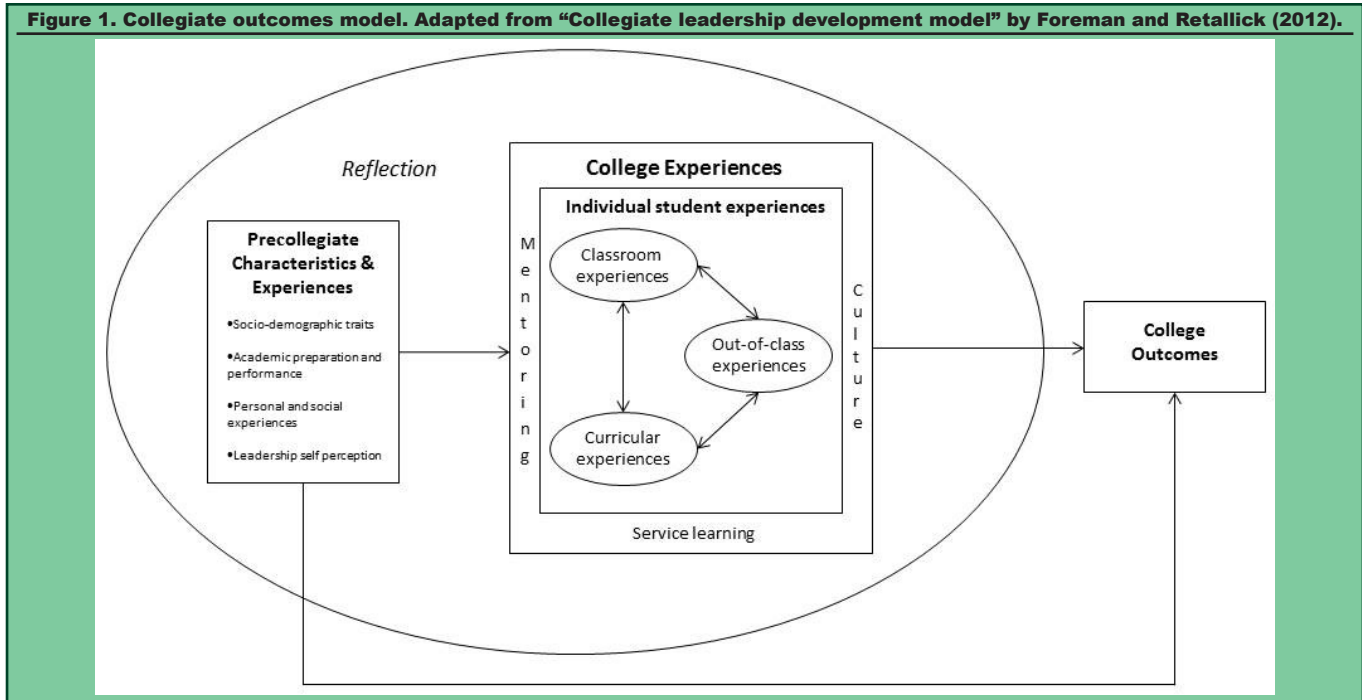 Figure 1. Collegiate outcomes model. Adapted from “Collegiate leadership development model” by Foreman and Retallick (2012).
Reflection
Precollegiate
Characteristics &
Experiences
•Socio-demographic traits
•Academic preparation and
performance
•Personal and social
experiences
•Leadership self perception
College Experiences
Mentoring
Individual student experiences
Classroom
experiences
Out-of-class
experiences
Curricular
experiences
Culture
Service learning
College
Outcomes